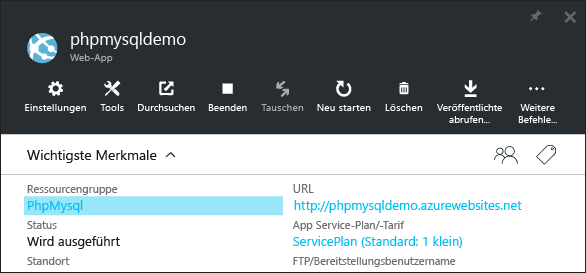 phpmysqldemo
Web-App
Einstellungen Tools Durchsuchen Beenden Tauschen Neu starten Löschen Veröffentlichte Weitere
abrufen... Befehle...
Wichtigste Merkmale
Ressourcengruppe URL
PhpMysql http://phpmysqldemo.azurewebsites.net
Status App Service-Plan/-Tarif
Wird ausgeführt ServicePlan (Standard: 1 klein)
Standort FTP/Bereitstellungsbenutzername